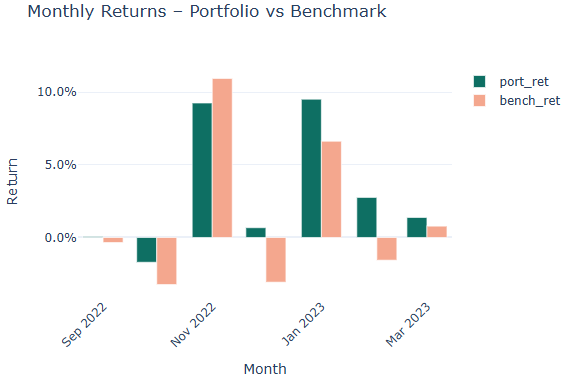 Monthly Returns – Portfolio vs Benchmark
port_ret
bench_ret
10.0%
5.0%
0.0%
Return
Sep 2022
Nov 2022
Jan 2023
Mar 2023
Month